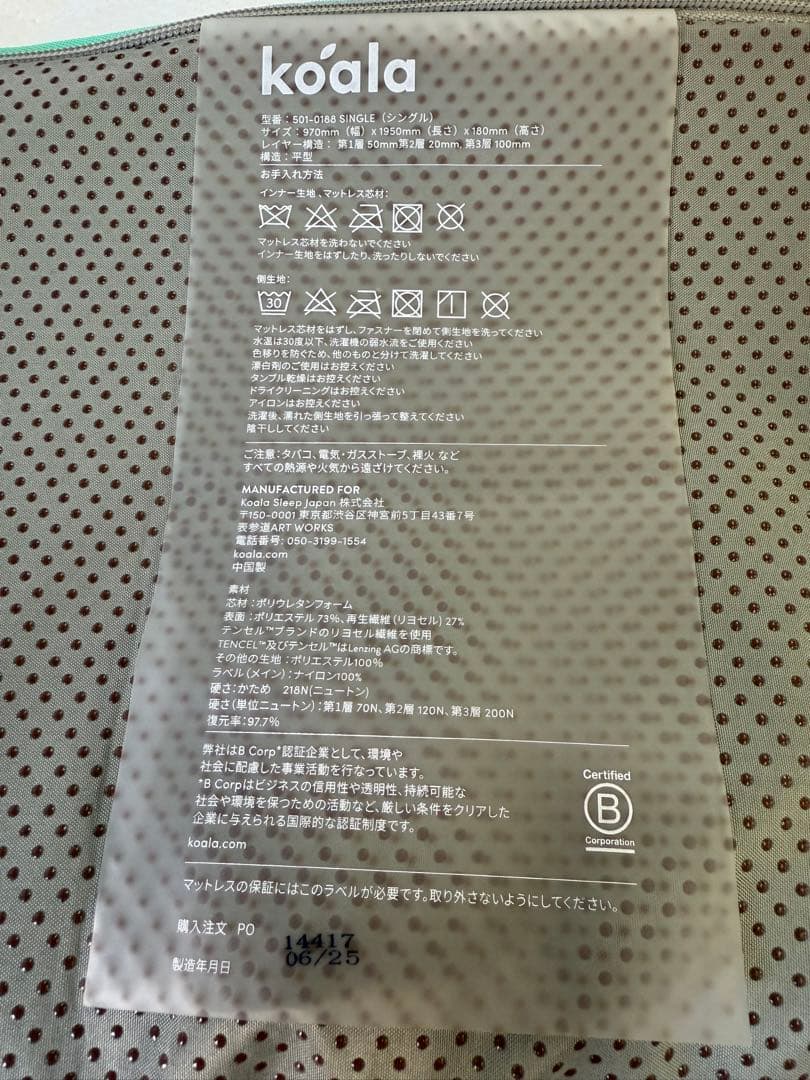 koala
型番：501-0188 SINGLE（シングル）
サイズ：970mm（幅）x 1950mm（長さ）x 180mm（高さ）
レイヤー構造： 第1層 50mm第2層 20mm, 第3層 100mm
構造：平型
お手入れ方法
インナー生地、マットレス芯材：
マットレス芯材を洗わないでください
インナー生地をはずしたり、洗ったりしないでください
側生地：
30
マットレス芯材をはずし、ファスナーを閉めて側生地を洗ってください
水温は30度以下、洗濯機の弱水流をご使用ください
色移りを防ぐため、他のものと分けて洗濯してください
漂白剤のご使用はお控えください
タンブル乾燥はお控えください
ドライクリーニングはお控えください
アイロンはお控えください
洗濯後、濡れた側生地を引っ張って整えてください
陰干ししてください
ご注意：タバコ、電気・ガスストーブ、裸火 など
すべての熱源や火気から遠ざけてください。
MANUFACTURED FOR
Koala Sleep Japan 株式会社
〒150-0001 東京都渋谷区神宮前5丁目43番7号
表参道ART WORKS
電話番号: 050-3199-1554
koala.com
中国製
素材
芯材：ポリウレタンフォーム
表面：ポリエステル 73%、再生繊維（リヨセル）27%
テンセル™ブランドのリヨセル繊維を使用
TENCEL™及びテンセル™はLenzing AGの商標です。
その他の生地：ポリエステル100%
ラベル（メイン）：ナイロン100%
硬さ：かため 218N(ニュートン)
硬さ（単位ニュートン）：第1層 70N、第2層 120N、第3層 200N
復元率：97.7%
弊社はB Corp*認証企業として、環境や
社会に配慮した事業活動を行なっています。
*B Corpはビジネスの信用性や透明性、持続可能な
社会や環境を保つための活動など、厳しい条件をクリアした
企業に与えられる国際的な認証制度です。
koala.com
Certified
B
Corporation
マットレスの保証にはこのラベルが必要です。取り外さないようにしてください。
購入注文 PO 14417
製造年月日 06/25